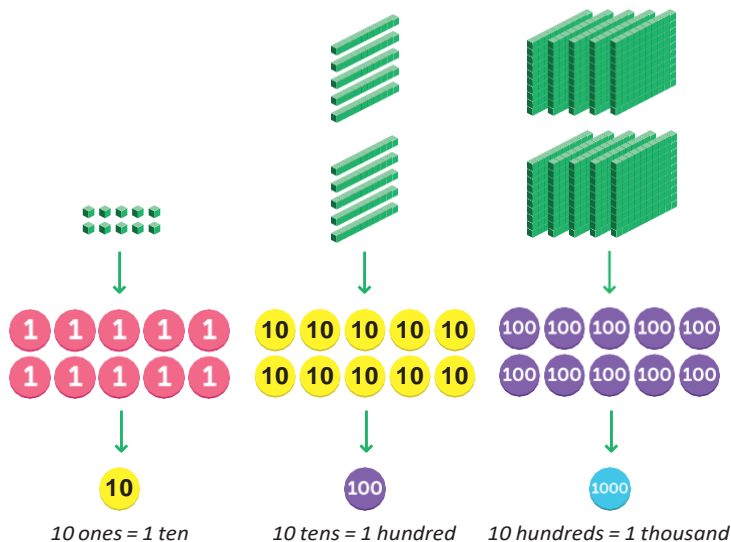 1 1 1 1 1
1 1 1 1 1
10
10 ones = 1 ten
10 10 10 10 10
10 10 10 10 10
100
10 tens = 1 hundred
100 100 100 100 100
100 100 100 100 100
1000
10 hundreds = 1 thousand